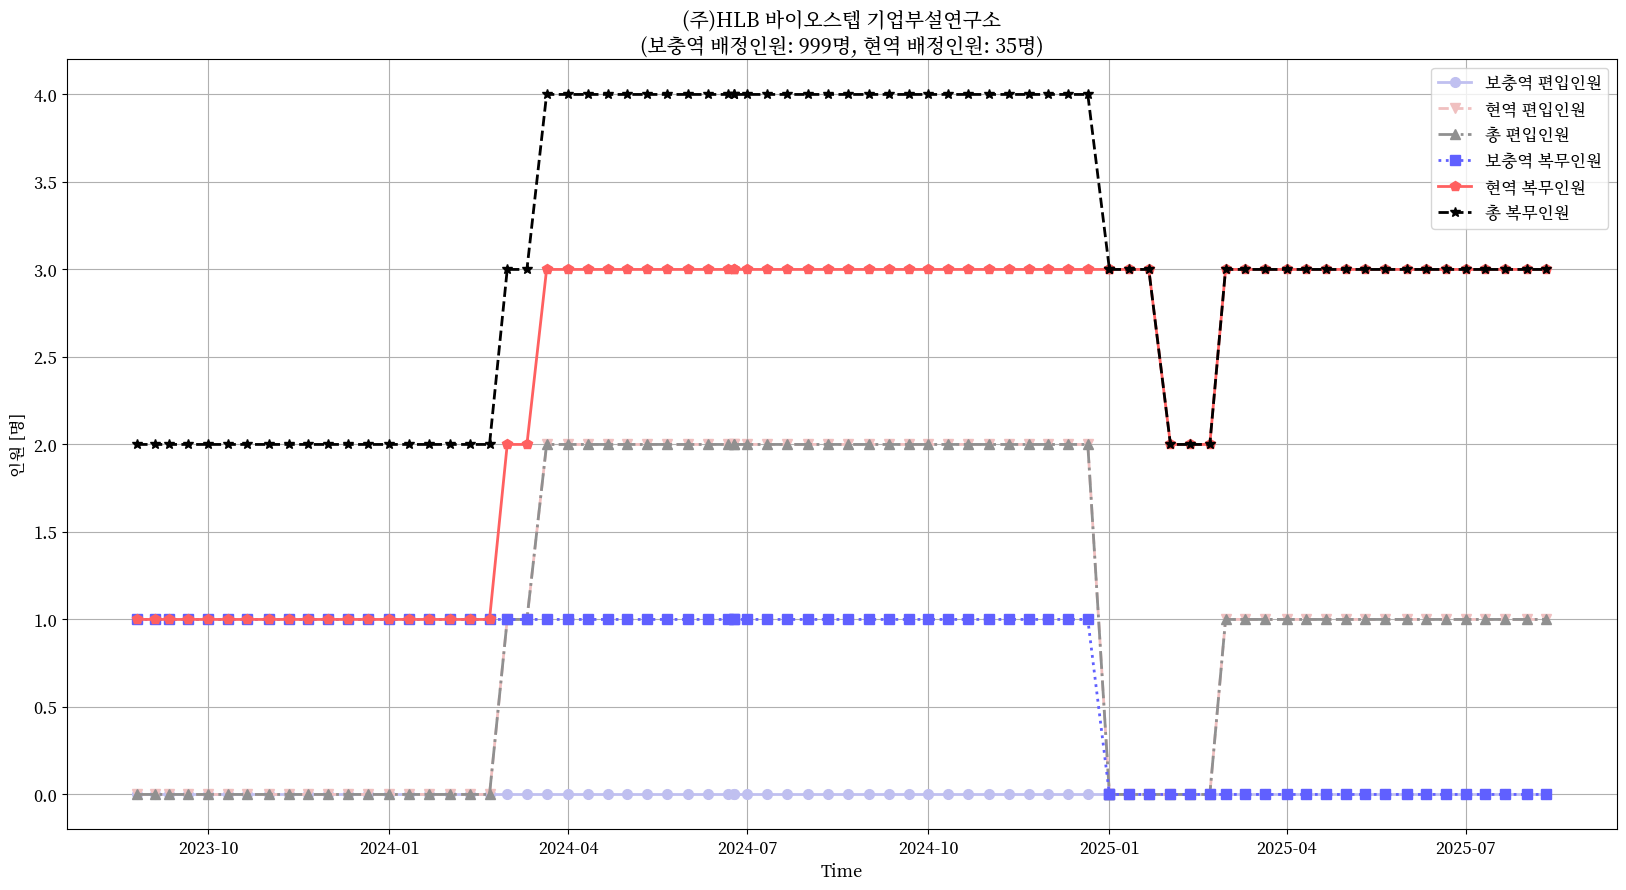 (주)HLB 바이오스텝 기업부설연구소
(보충역 배정인원: 999명, 현역 배정인원: 35명)
보충역 편입인원
현역 편입인원
총 편입인원
보충역 복무인원
현역 복무인원
총 복무인원
인원 [명]
4.0
3.5
3.0
2.5
2.0
1.5
1.0
0.5
0.0
2023-10
2024-01
2024-04
2024-07
2024-10
2025-01
2025-04
2025-07
Time